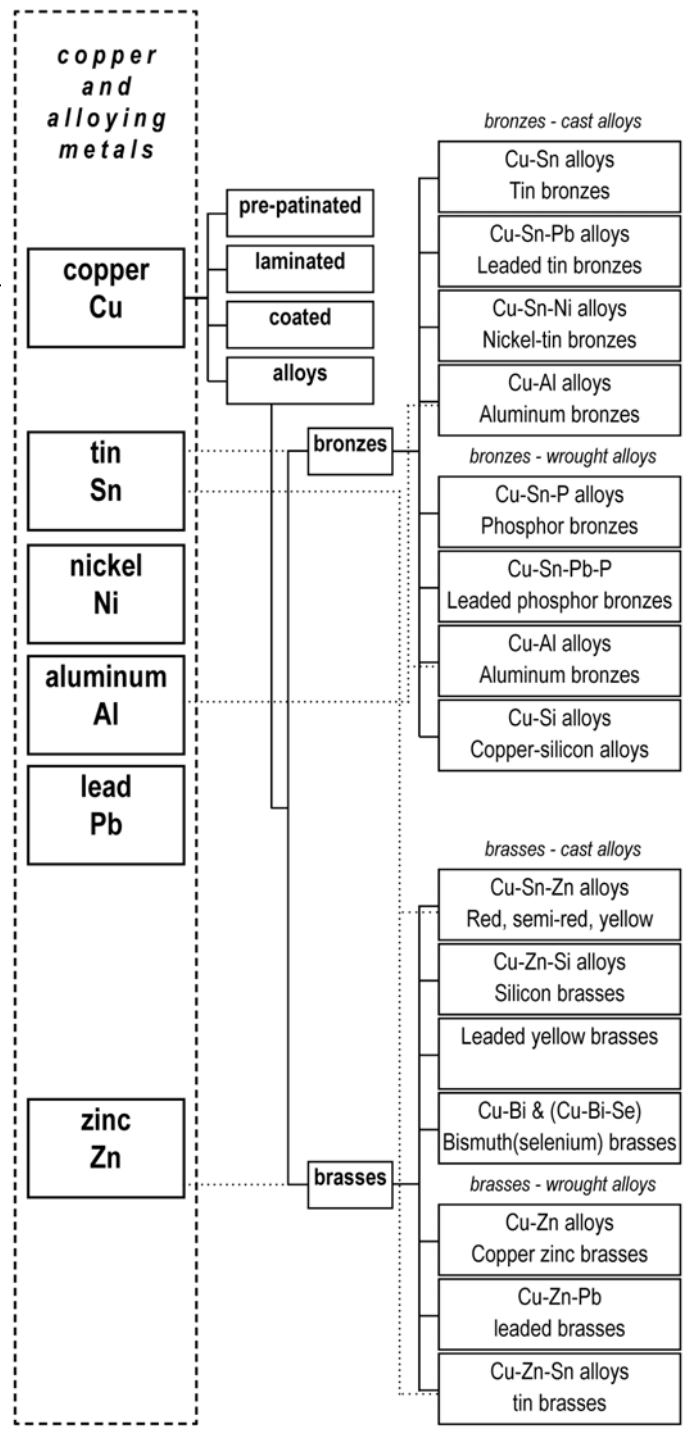 copper
and
alloying
metals
copper
Cu
tin
Sn
nickel
Ni
aluminum
Al
lead
Pb
zinc
Zn
pre-patinated
laminated
coated
alloys
bronzes
brasses
bronzes - cast alloys
Cu-Sn alloys
Tin bronzes
Cu-Sn-Pb alloys
Leaded tin bronzes
Cu-Sn-Ni alloys
Nickel-tin bronzes
Cu-Al alloys
Aluminum bronzes
bronzes - wrought alloys
Cu-Sn-P alloys
Phosphor bronzes
Cu-Sn-Pb-P
Leaded phosphor bronzes
Cu-Al alloys
Aluminum bronzes
Cu-Si alloys
Copper-silicon alloys
brasses - cast alloys
Cu-Sn-Zn alloys
Red, semi-red, yellow
Cu-Zn-Si alloys
Silicon brasses
Leaded yellow brasses
Cu-Bi & (Cu-Bi-Se)
Bismuth(selenium) brasses
brasses - wrought alloys
Cu-Zn alloys
Copper zinc brasses
Cu-Zn-Pb
leaded brasses
Cu-Zn-Sn alloys
tin brasses